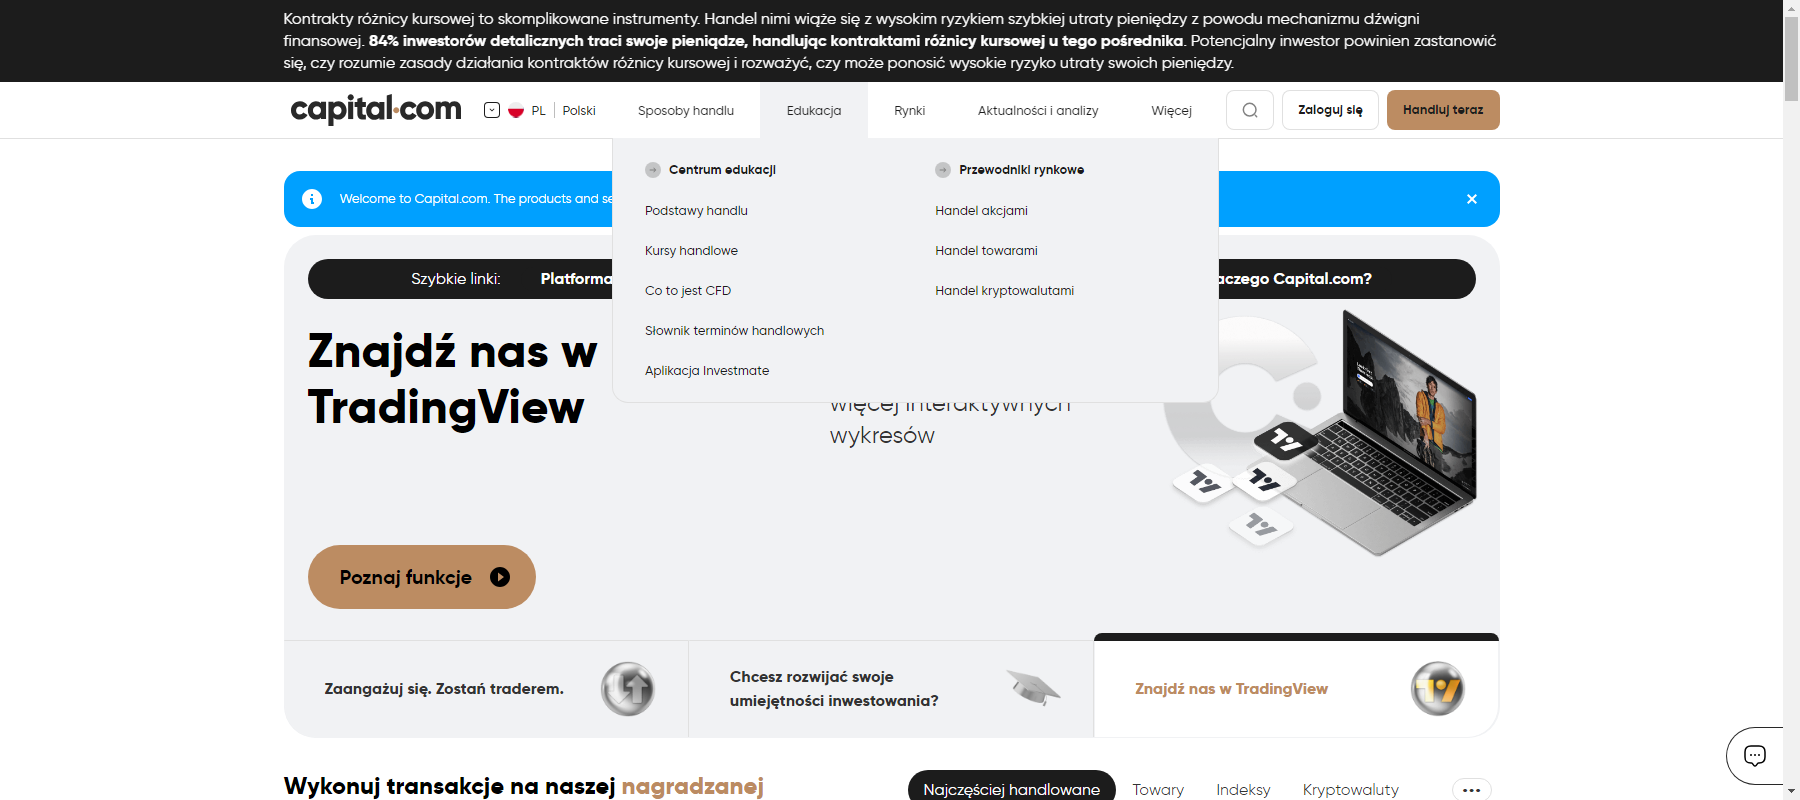 Kontrakty różnicy kursowej to skomplikowane instrumenty. Handel nimi wiąże się z wysokim ryzykiem szybkiej utraty pieniędzy z powodu mechanizmu dźwigni
finansowej. 84% inwestorów detalicznych traci swoje pieniądze, handlując kontraktami różnicy kursowej u tego pośrednika. Potencjalny inwestor powinien zastanowić
się, czy rozumie zasady działania kontraktów różnicy kursowej i rozważyć, czy może ponosić wysokie ryzyko utraty swoich pieniędzy.
capital.com PL Polski Sposoby handlu Edukacja Rynki Aktualności i analizy Więcej Zaloguj się Handluj teraz
Centrum edukacji Przewodniki rynkowe
Welcome to Capital.com. The products and se
Podstawy handlu Handel akcjami
Kursy handlowe Handel towarami
Szybkie linki: Platforma aczego Capital.com?
Co to jest CFD Handel kryptowalutami
Słownik terminów handlowych
Aplikacja Investmate
Znajdź nas w
TradingView
więcej interaktywnych
wykresów
Poznaj funkcje
Zaangażuj się. Zostań traderem.
Chcesz rozwijać swoje
umiejętności inwestowania?
Znajdź nas w TradingView
Wykonuj transakcje na naszej nagradzanej
Najczęściej handlowane Towary Indeksy Kryptowaluty